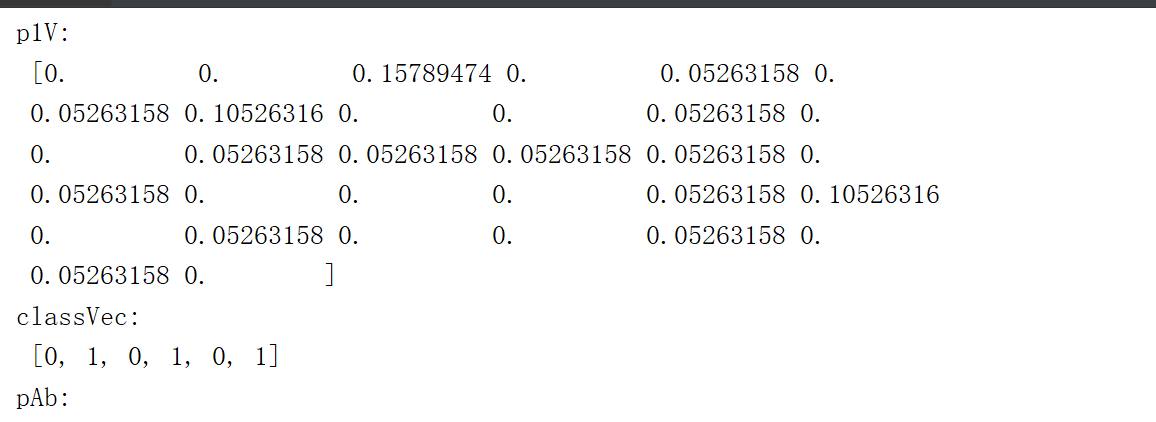 p1V:
[0.         0.         0.15789474 0.         0.05263158 0.
0.05263158 0.10526316 0.         0.         0.05263158 0.
0.         0.05263158 0.05263158 0.05263158 0.05263158 0.
0.05263158 0.         0.         0.         0.05263158 0.10526316
0.         0.05263158 0.         0.         0.05263158 0.
0.05263158 0.        ]
classVec:
[0, 1, 0, 1, 0, 1]
pAb: